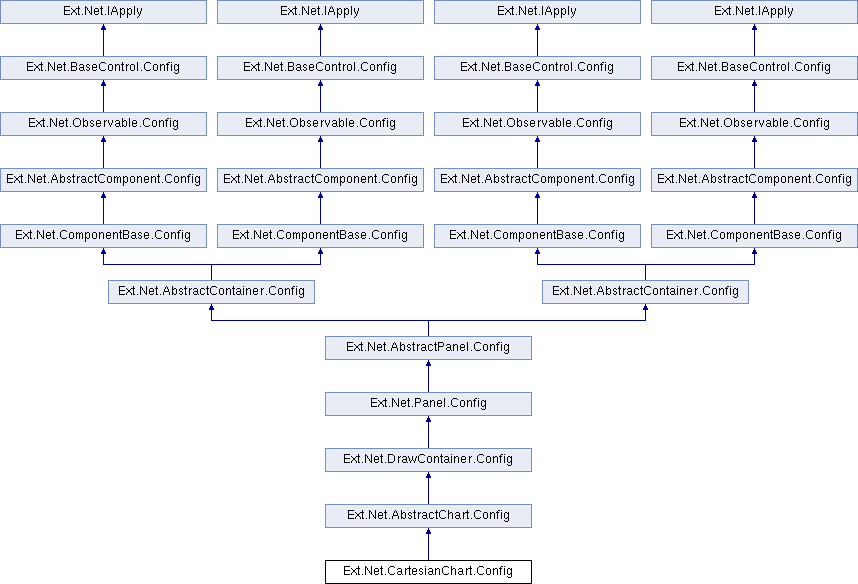 Ext.Net.IApply
Ext.Net.IApply
Ext.Net.IApply
Ext.Net.IApply
Ext.Net.BaseControl.Config
Ext.Net.BaseControl.Config
Ext.Net.BaseControl.Config
Ext.Net.BaseControl.Config
Ext.Net.Observable.Config
Ext.Net.Observable.Config
Ext.Net.Observable.Config
Ext.Net.Observable.Config
Ext.Net.AbstractComponent.Config
Ext.Net.AbstractComponent.Config
Ext.Net.AbstractComponent.Config
Ext.Net.AbstractComponent.Config
Ext.Net.ComponentBase.Config
Ext.Net.ComponentBase.Config
Ext.Net.ComponentBase.Config
Ext.Net.ComponentBase.Config
Ext.Net.AbstractContainer.Config
Ext.Net.AbstractContainer.Config
Ext.Net.AbstractPanel.Config
Ext.Net.Panel.Config
Ext.Net.DrawContainer.Config
Ext.Net.AbstractChart.Config
Ext.Net.CartesianChart.Config